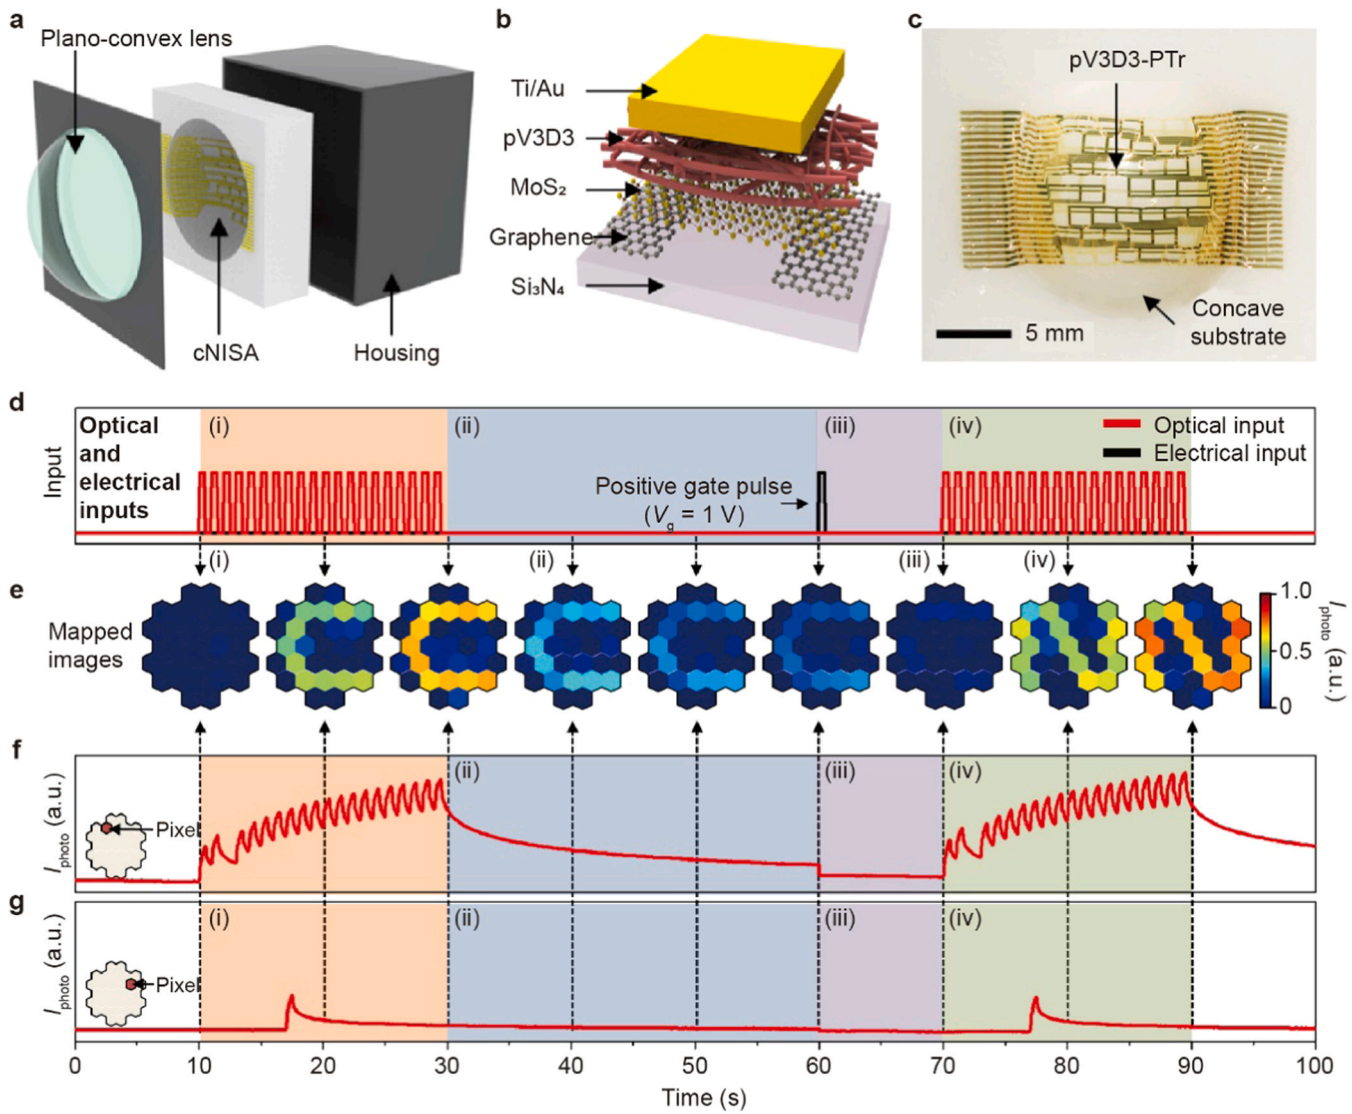 a
Plano-convex lens
cNISA
Housing
b
Ti/Au
pV3D3
MoS₂
Graphene
Si₃N₄
c
pV3D3-PTr
Concave
substrate
5 mm
d
Input
Optical
and
electrical
inputs
(i)
(ii)
(iii)
(iv)
Optical input
Electrical input
Positive gate pulse
(Vg = 1 V)
(i)
(ii)
(iii)
(iv)
e
Mapped
images
1.0
0.5
0
Iphoto (a.u.)
f
Iphoto (a.u.)
Pixel
(ii)
(iii)
(iv)
g
Iphoto (a.u.)
Pixel
(i)
(ii)
(iii)
(iv)
0 10 20 30 40 50 60 70 80 90 100
Time (s)